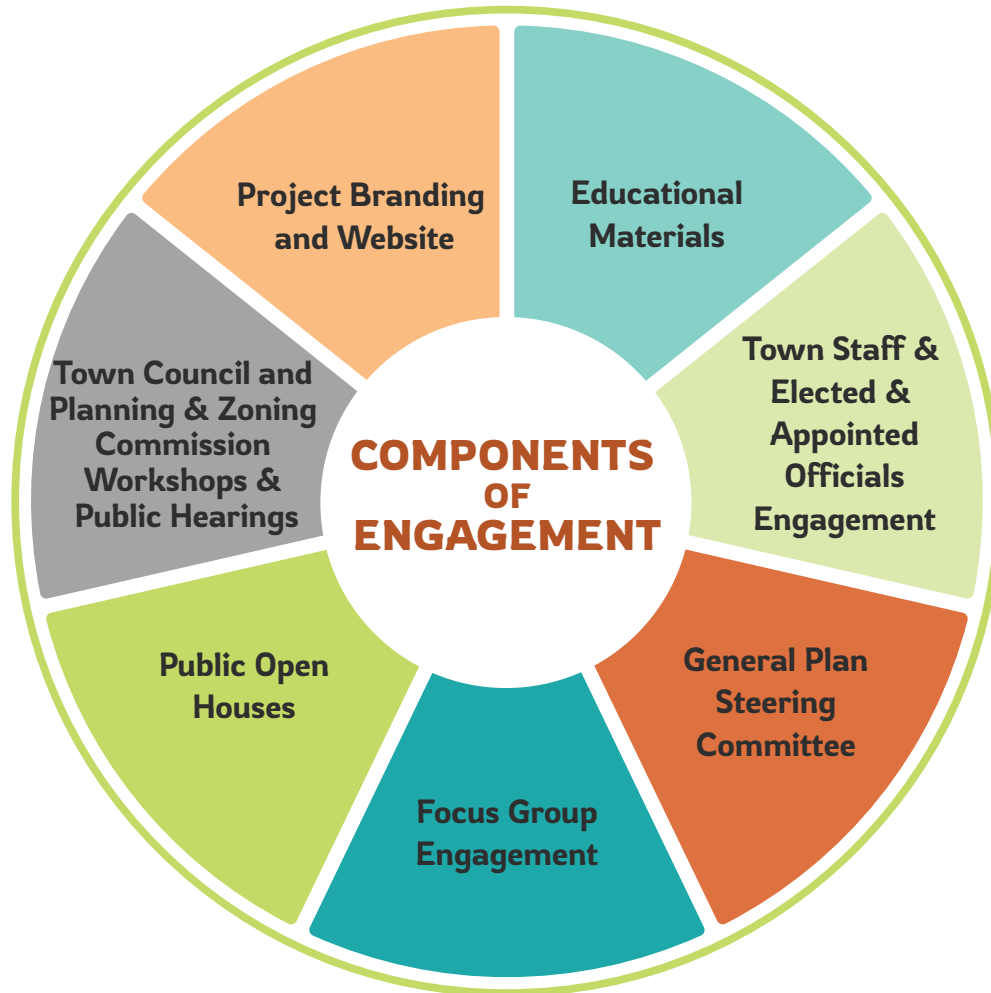 COMPONENTS
OF
ENGAGEMENT
Educational
Materials
Town Staff &
Elected &
Appointed
Officials
Engagement
General Plan
Steering
Committee
Focus Group
Engagement
Public Open
Houses
Town Council and
Planning & Zoning
Commission
Workshops &
Public Hearings
Project Branding
and Website